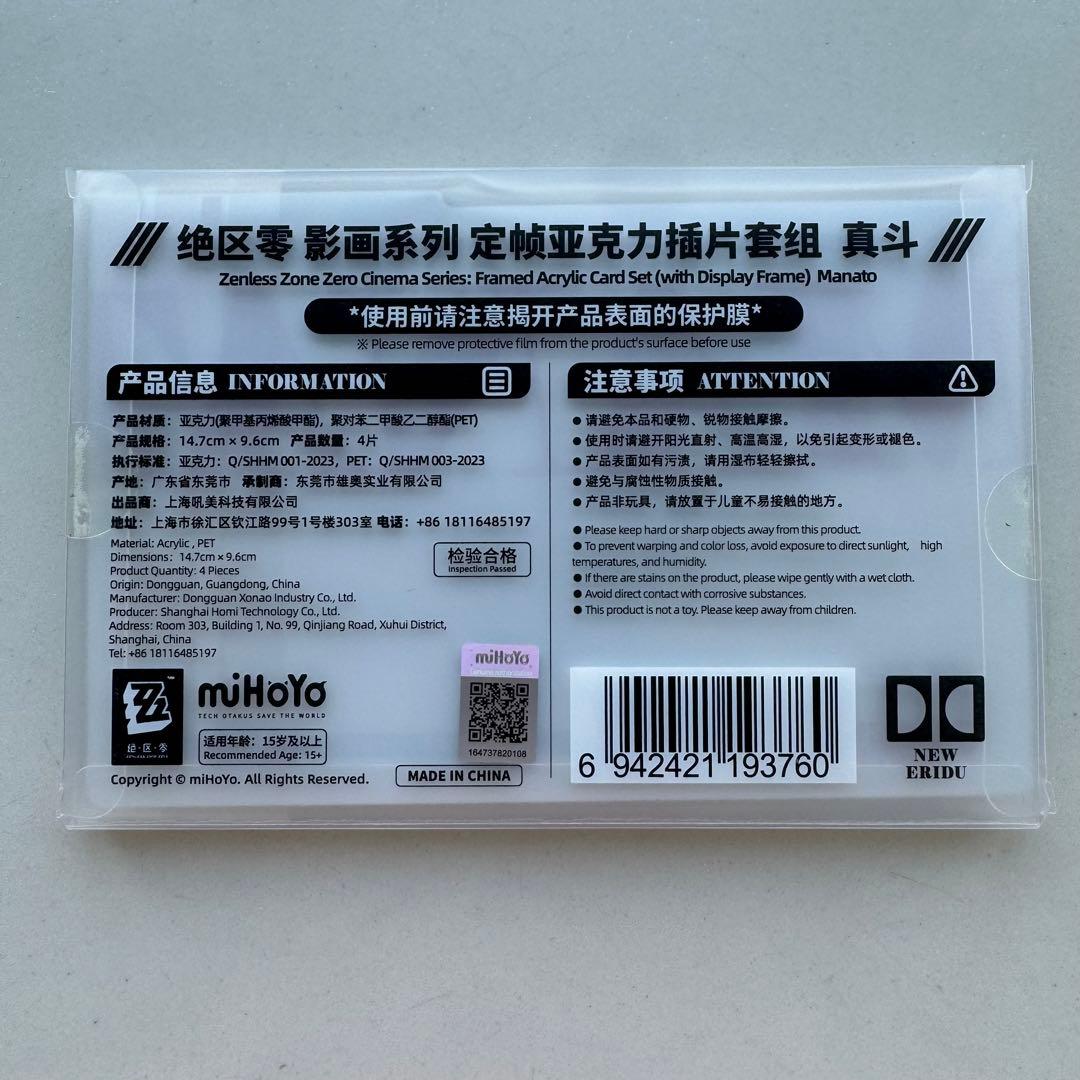 绝区零 影画系列 定帧亚克力插片套组 真斗
Zenless Zone Zero Cinema Series: Framed Acrylic Card Set (with Display Frame) Manato
*使用前请注意揭开产品表面的保护膜*
※ Please remove protective film from the product's surface before use
产品信息 INFORMATION
产品材质：亚克力(聚甲基丙烯酸甲酯)，聚对苯二甲酸乙二醇酯(PET)
产品规格：14.7cm × 9.6cm 产品数量：4片
执行标准：亚克力：Q/SHHM 001-2023，PET：Q/SHHM 003-2023
产地：广东省东莞市 承制商：东莞市雄奥实业有限公司
出品商：上海吼美科技有限公司
地址：上海市徐汇区钦江路99号1号楼303室 电话：+86 18116485197
Material: Acrylic , PET
Dimensions: 14.7cm × 9.6cm
Product Quantity: 4 Pieces
Origin: Dongguan, Guangdong, China
Manufacturer: Dongguan Xonao Industry Co., Ltd.
Producer: Shanghai Homi Technology Co., Ltd.
Address: Room 303, Building 1, No. 99, Qinjiang Road, Xuhui District,
Shanghai, China
Tel: +86 18116485197
检验合格
Inspection Passed
绝·区·零
miHoYo
TECH OTAKUS SAVE THE WORLD
适用年龄：15岁及以上
Recommended Age: 15+
miHoYo
164737820108
Copyright © miHoYo. All Rights Reserved.
MADE IN CHINA
注意事项 ATTENTION
● 请避免本品和硬物、锐物接触摩擦。
● 使用时请避开阳光直射、高温高湿，以免引起变形或褪色。
● 产品表面如有污渍，请用湿布轻轻擦拭。
● 避免与腐蚀性物质接触。
● 产品非玩具，请放置于儿童不易接触的地方。
● Please keep hard or sharp objects away from this product.
● To prevent warping and color loss, avoid exposure to direct sunlight, high
temperatures, and humidity.
● If there are stains on the product, please wipe gently with a wet cloth.
● Avoid direct contact with corrosive substances.
● This product is not a toy. Please keep away from children.
6 942421 193760
NEW
ERIDU